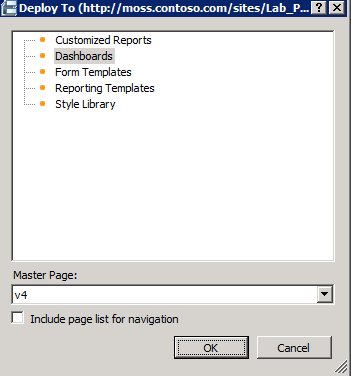 Deploy To (http://moss.contoso.com/sites/Lab_P...
Customized Reports
Dashboards
Form Templates
Reporting Templates
Style Library
Master Page:
v4
Include page list for navigation
OK
Cancel